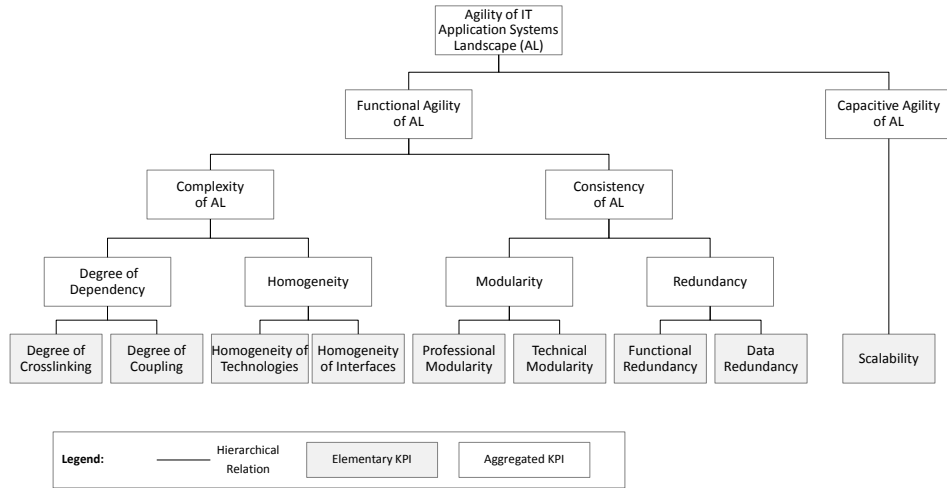 Agility of IT
Application Systems
Landscape (AL)
Functional Agility
of AL
Capacitive Agility
of AL
Complexity
of AL
Consistency
of AL
Degree of
Dependency
Homogeneity
Modularity
Redundancy
Degree of
Crosslinking
Degree of
Coupling
Homogeneity of
Technologies
Homogeneity
of Interfaces
Professional
Modularity
Technical
Modularity
Functional
Redundancy
Data
Redundancy
Scalability
Legend:
Hierarchical
Relation
Elementary KPI
Aggregated KPI